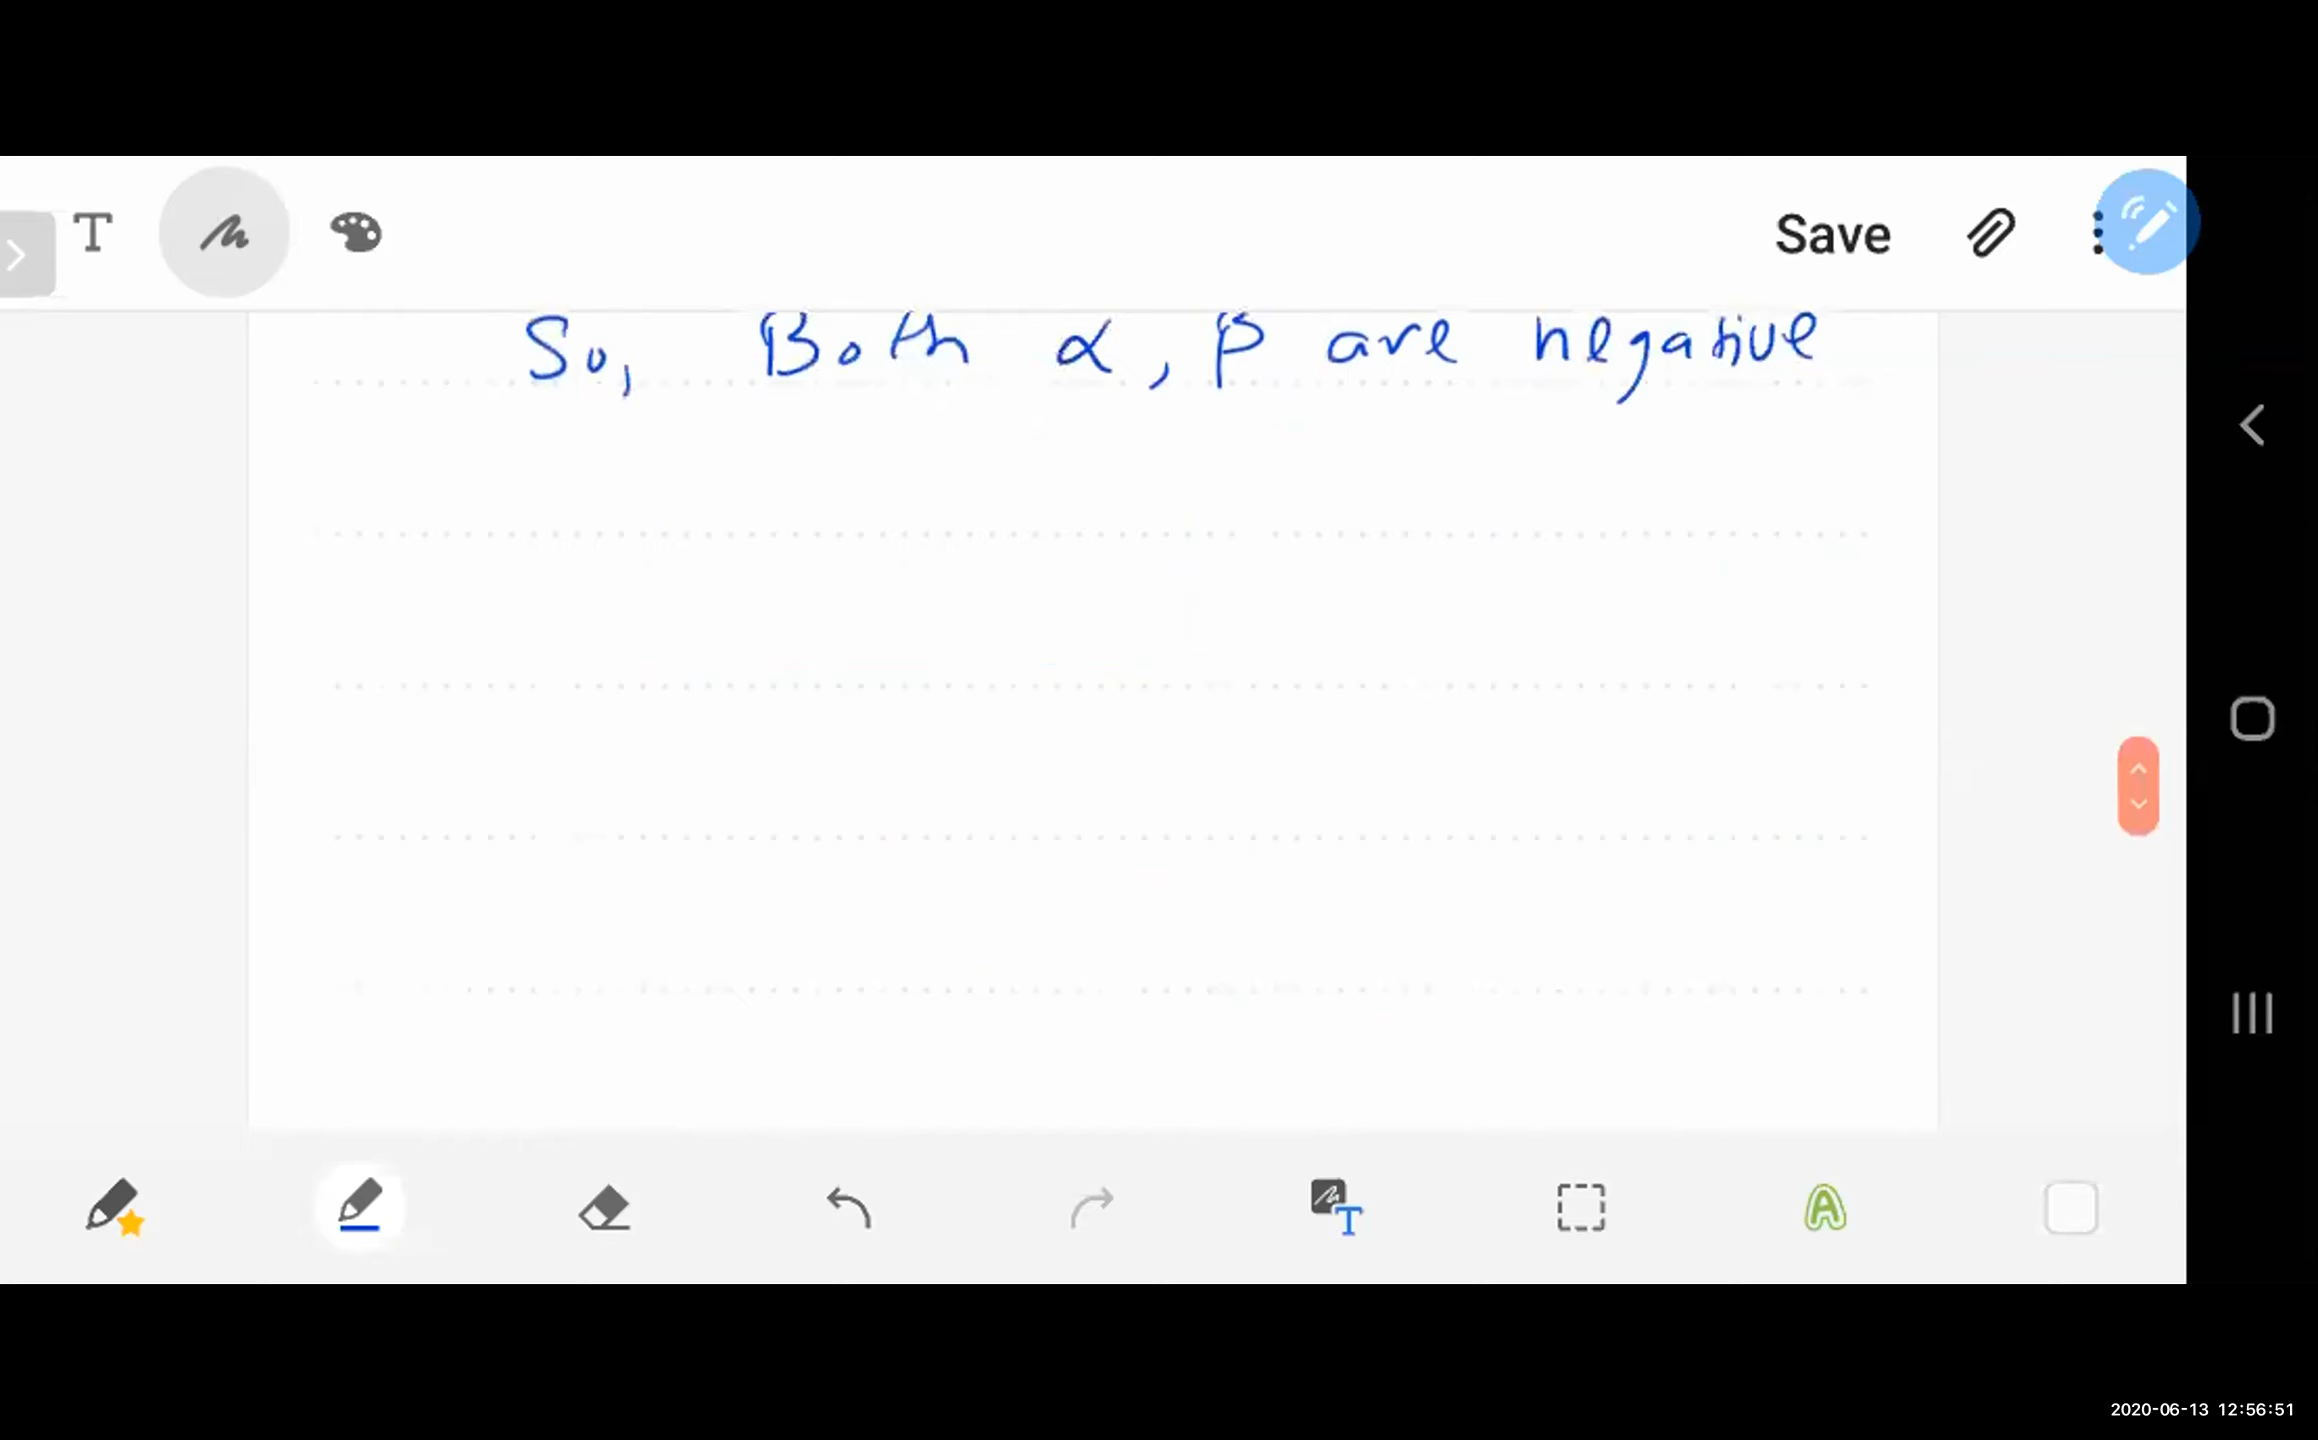 T
Save
So, Both α, β are negative
T
A
2020-06-13 12:56:51